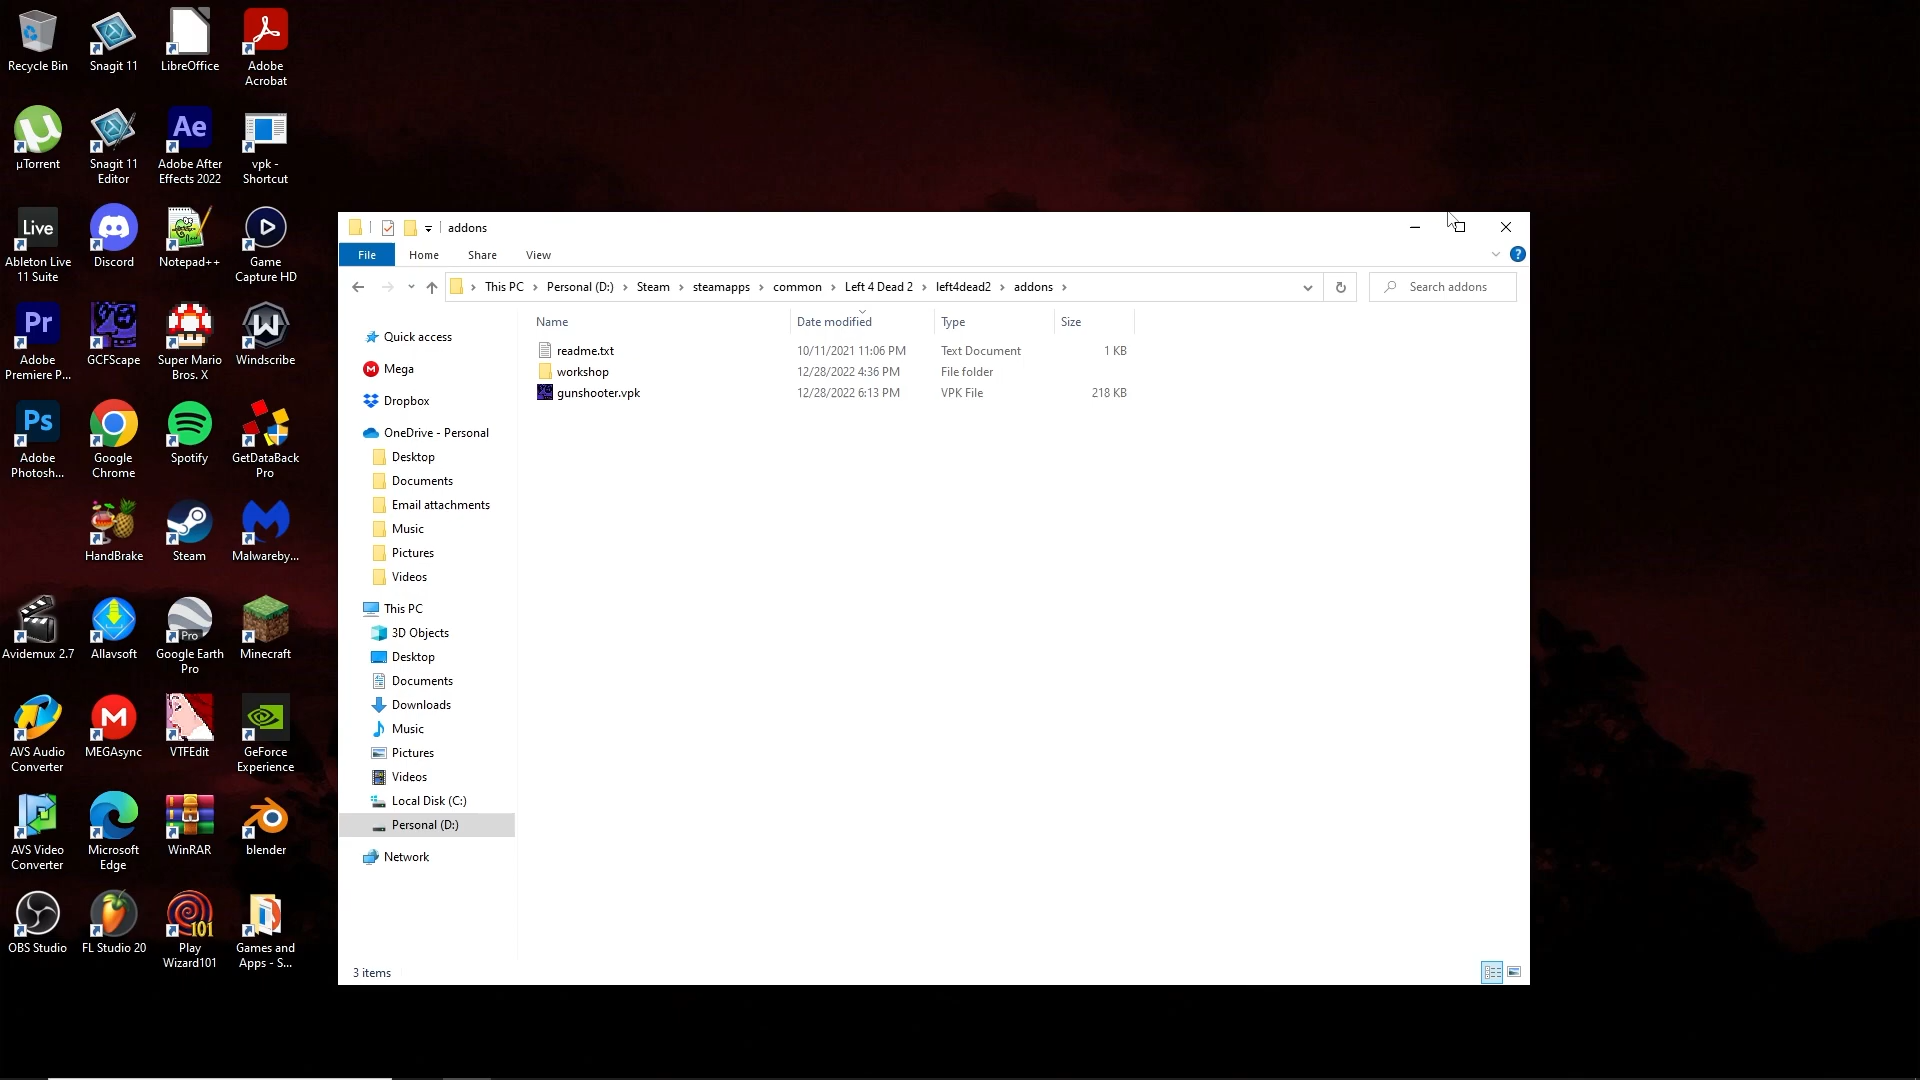 Recycle Bin
Snagit 11
LibreOffice
Adobe
Acrobat
µTorrent
Snagit 11
Editor
Ae
Adobe After
Effects 2022
vpk -
Shortcut
Live
Ableton Live
11 Suite
Discord
Notepad++
Game
Capture HD
Pr
Adobe
Premiere P...
GCFScape
Super Mario
Bros. X
Windscribe
Ps
Adobe
Photosh...
Google
Chrome
Spotify
GetDataBack
Pro
HandBrake
Steam
Malwareby...
Avidemux 2.7
Allavsoft
Pro
Google Earth
Pro
Minecraft
AVS Audio
Converter
MEGAsync
VTFEdit
GeForce
Experience
AVS Video
Converter
Microsoft
Edge
WinRAR
blender
OBS Studio
FL Studio 20
101
Play
Wizard101
Games and
Apps - S...
addons
File Home Share View
This PC > Personal (D:) > Steam > steamapps > common > Left 4 Dead 2 > left4dead2 > addons >
Search addons
Name Date modified Type Size
readme.txt 10/11/2021 11:06 PM Text Document 1 KB
workshop 12/28/2022 4:36 PM File folder
gunshooter.vpk 12/28/2022 6:13 PM VPK File 218 KB
Quick access
Mega
Dropbox
OneDrive - Personal
Desktop
Documents
Email attachments
Music
Pictures
Videos
This PC
3D Objects
Desktop
Documents
Downloads
Music
Pictures
Videos
Local Disk (C:)
Personal (D:)
Network
3 items